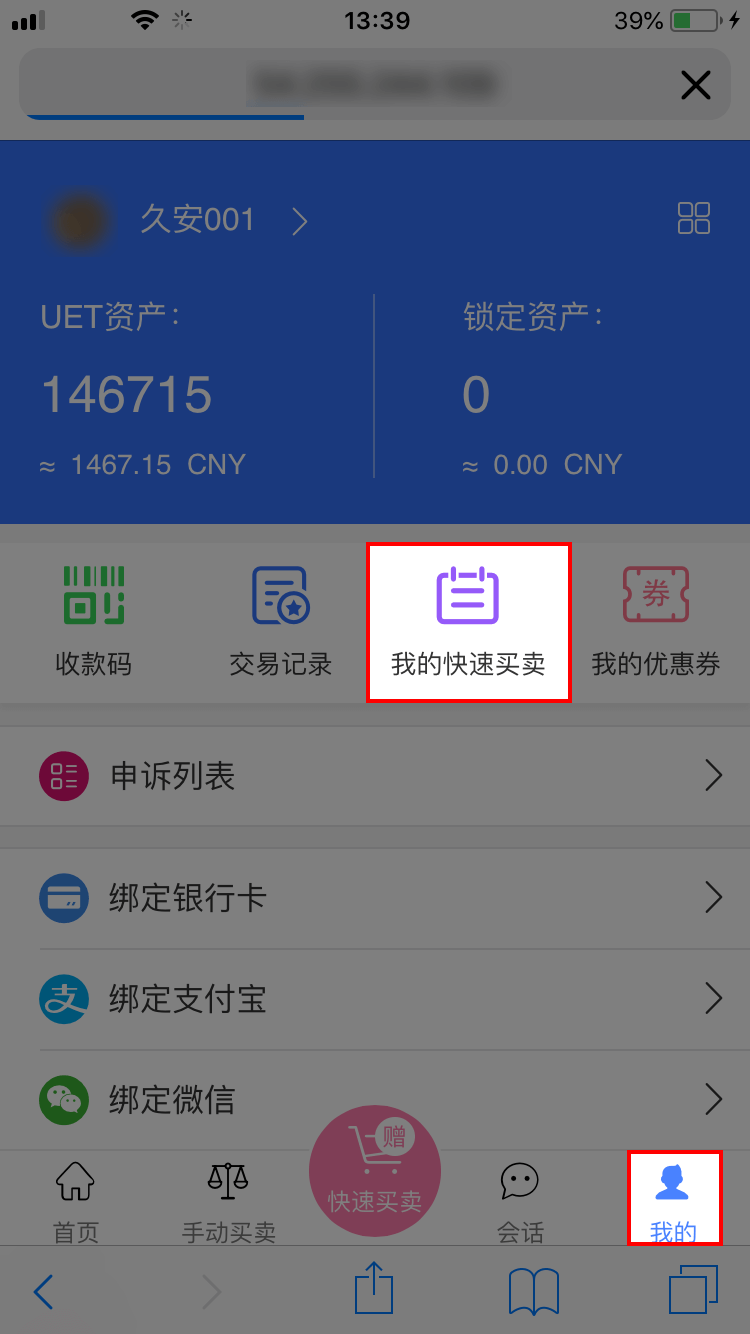 13:39
39%
久安001
UET资产:
锁定资产:
146715
0
≈ 1467.15 CNY
≈ 0.00 CNY
收款码
交易记录
我的快速买卖
券
我的优惠券
申诉列表
绑定银行卡
支
绑定支付宝
绑定微信
赠
快速买卖
首页
手动买卖
会话
我的